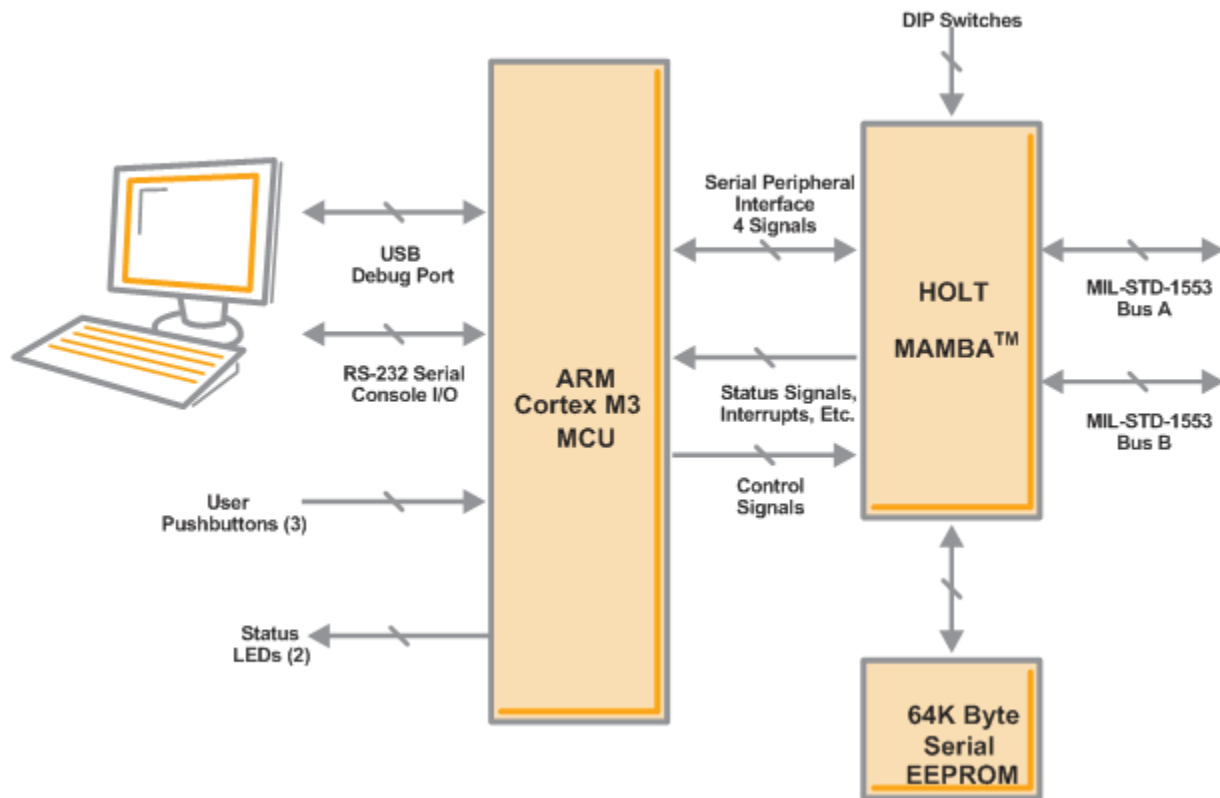 DIP Switches
Serial Peripheral
Interface
4 Signals
USB
Debug Port
RS-232 Serial
Console I/O
ARM
Cortex M3
MCU
HOLT
MAMBA™
MIL-STD-1553
Bus A
Status Signals,
Interrupts, Etc.
MIL-STD-1553
Bus B
Control
Signals
User
Pushbuttons (3)
Status
LEDs (2)
64K Byte
Serial
EEPROM